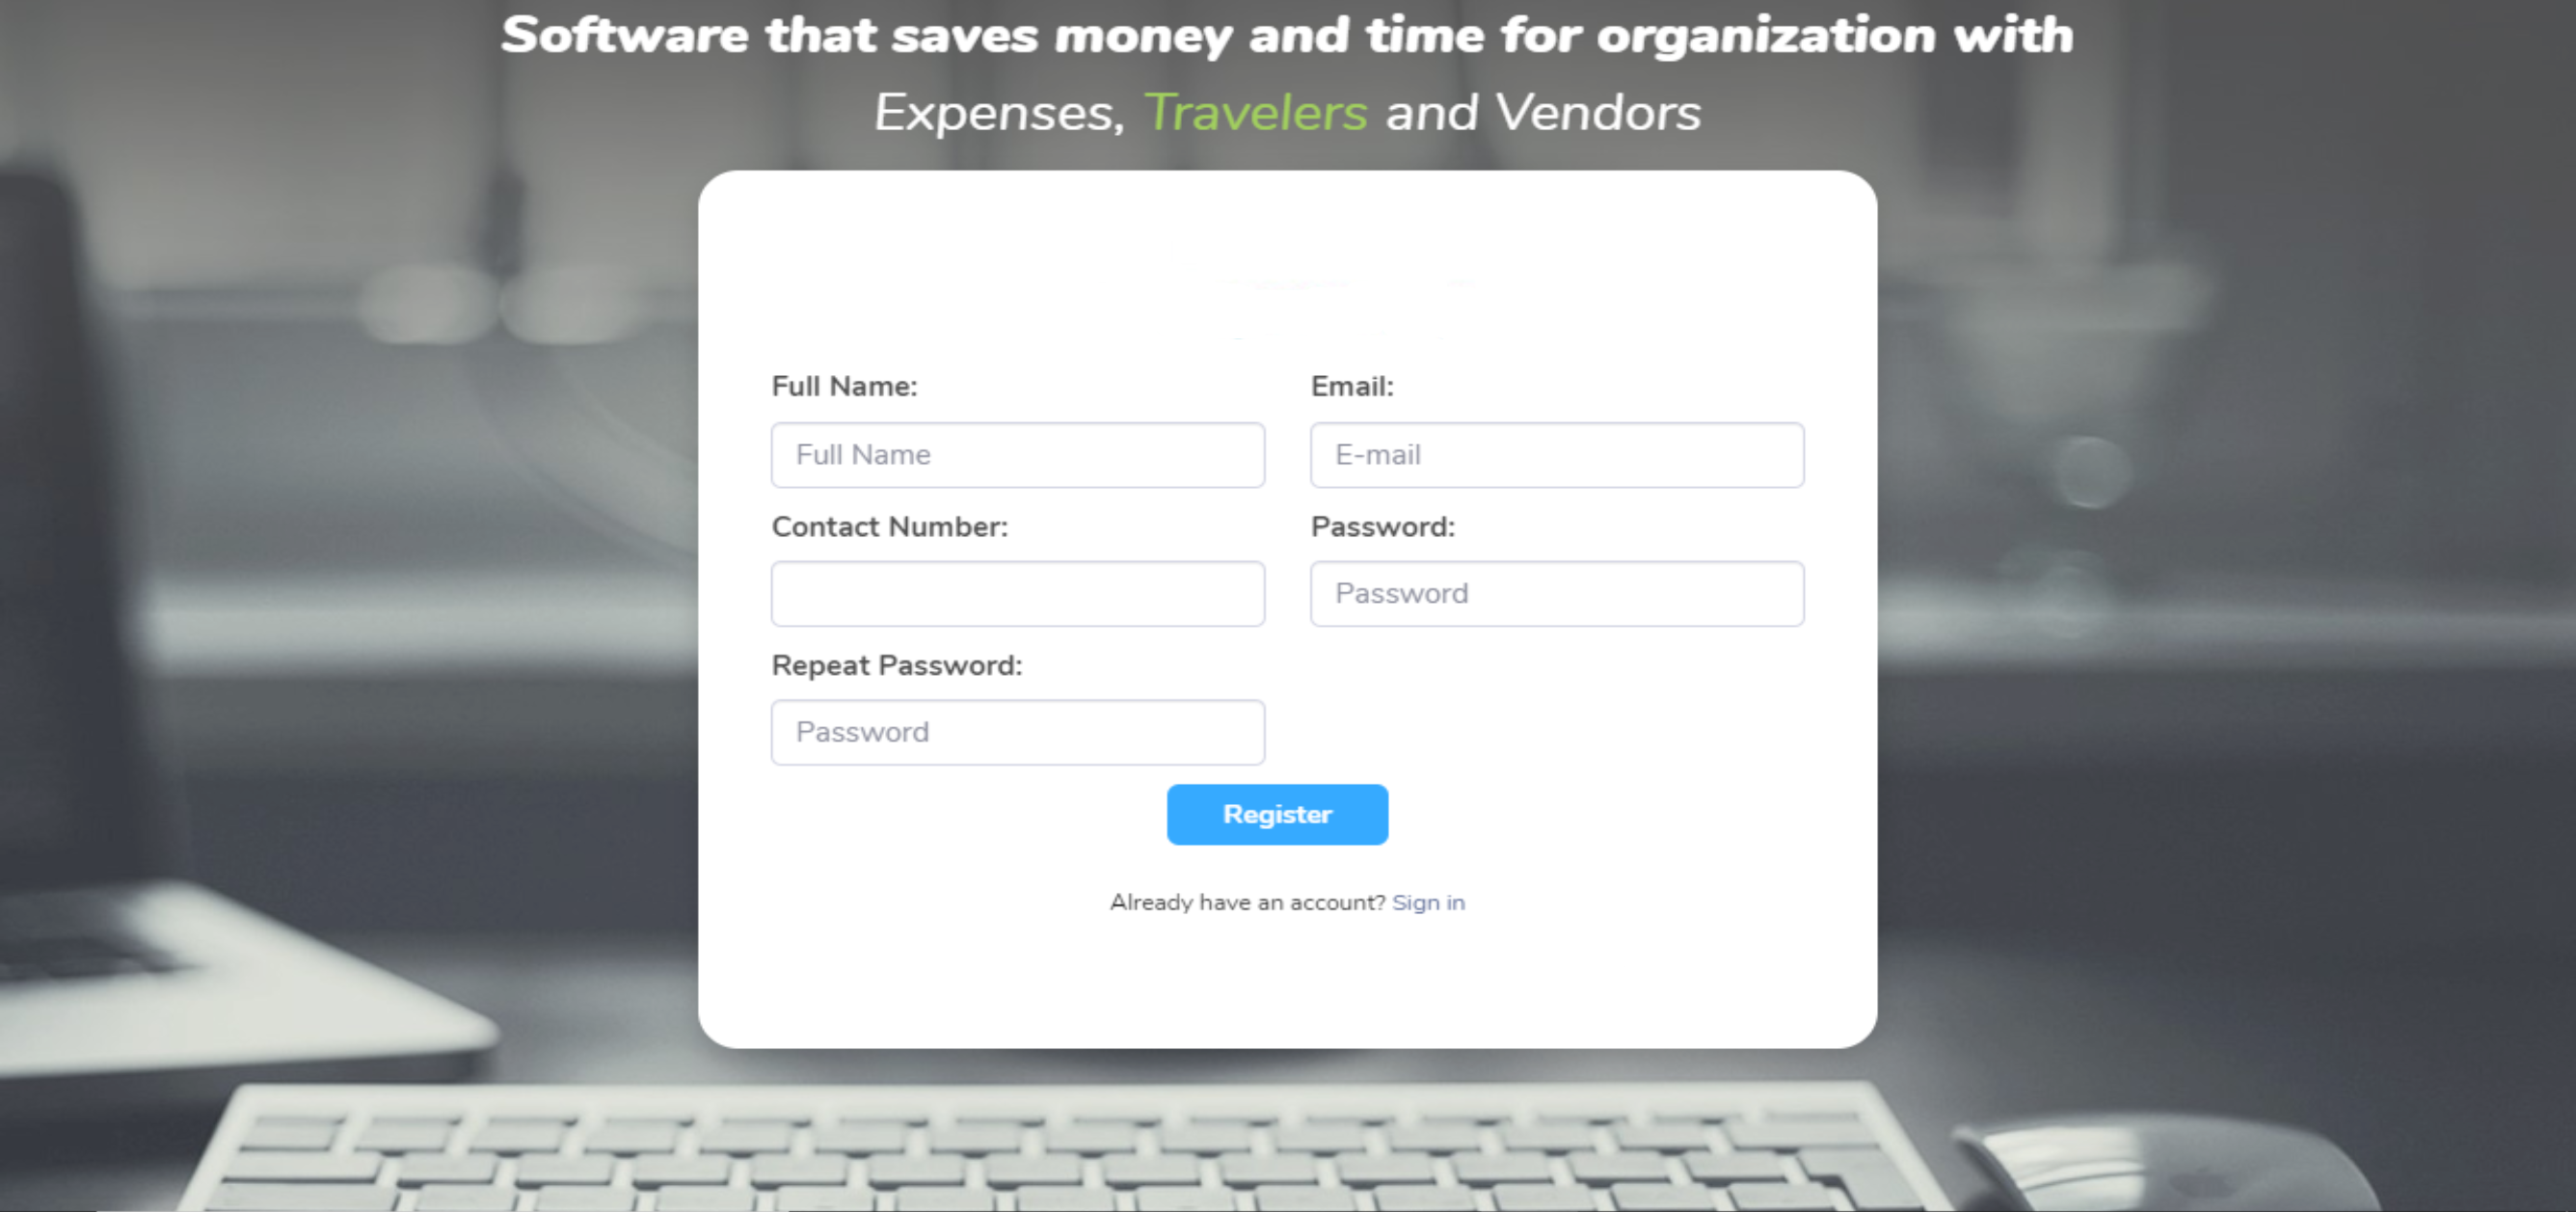 Software that saves money and time for organization with
Expenses, Travelers and Vendors
Full Name:
Email:
Full Name
E-mail
Contact Number:
Password:
Password
Repeat Password:
Password
Register
Already have an account? Sign in